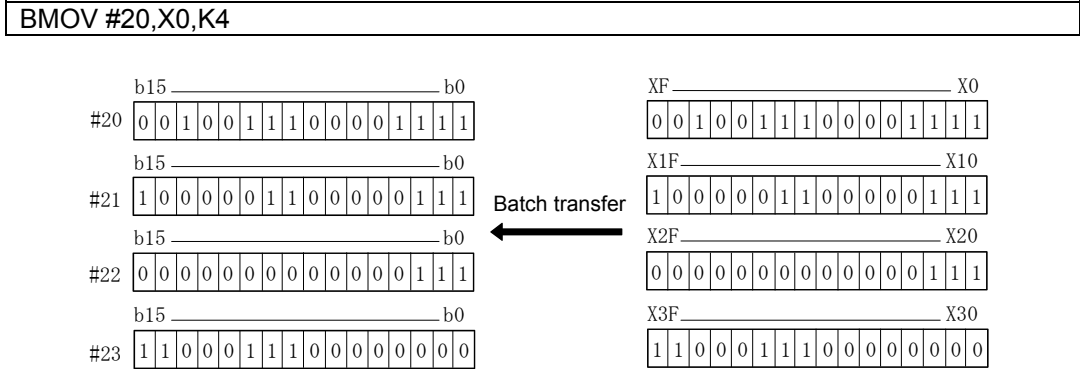 BMOV #20,X0,K4
b15 b0 XF X0
#20 0 0 1 0 0 1 1 1 0 0 0 0 1 1 1 1 0 0 1 0 0 1 1 1 0 0 0 0 1 1 1 1
b15 b0 X1F X10
#21 1 0 0 0 0 0 1 1 0 0 0 0 0 1 1 1 Batch transfer 1 0 0 0 0 0 1 1 0 0 0 0 0 1 1 1
b15 b0 X2F X20
#22 0 0 0 0 0 0 0 0 0 0 0 0 0 1 1 1 0 0 0 0 0 0 0 0 0 0 0 0 0 1 1 1
b15 b0 X3F X30
#23 1 1 0 0 0 1 1 1 0 0 0 0 0 0 0 0 1 1 0 0 0 1 1 1 0 0 0 0 0 0 0 0